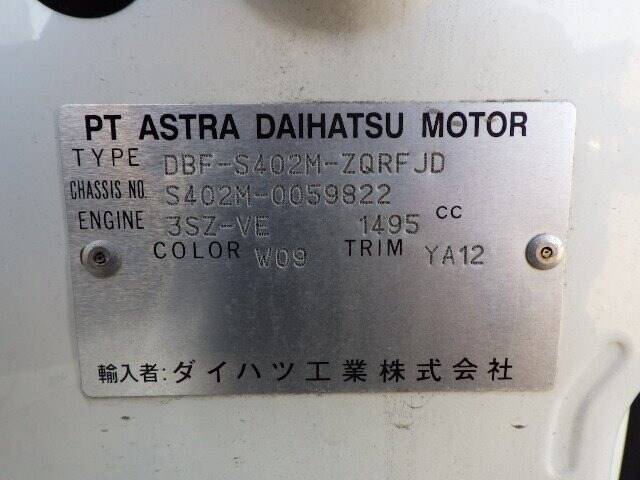 PT ASTRA DAIHATSU MOTOR
TYPE DBF-S402M-ZQRFJD
CHASSIS NO. S402M-0059822
ENGINE 3SZ-VE 1495 CC
COLOR W09 TRIM YA12
輸入者: ダイハツ工業株式会社